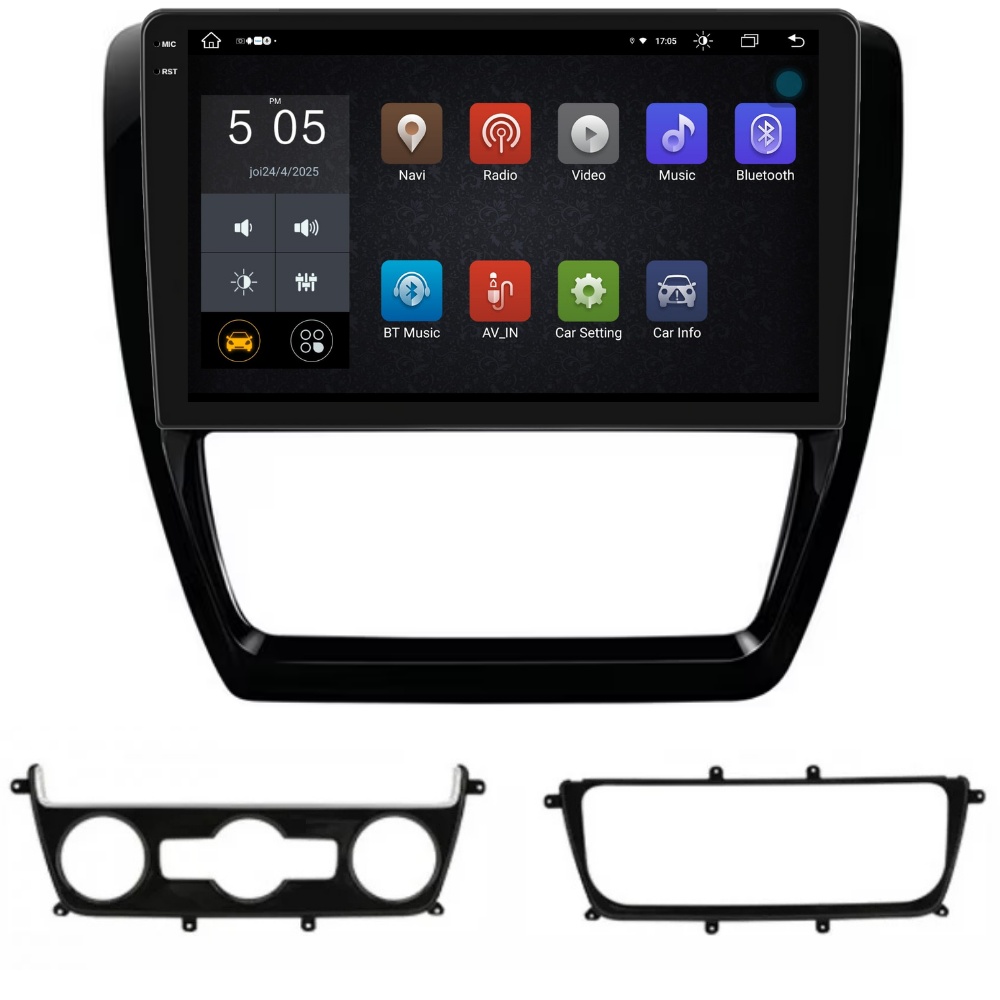 MIC
17:05
RST
PM
5 05
joi24/4/2025
Navi
Radio
Video
Music
Bluetooth
BT Music
AV_IN
Car Setting
Car Info